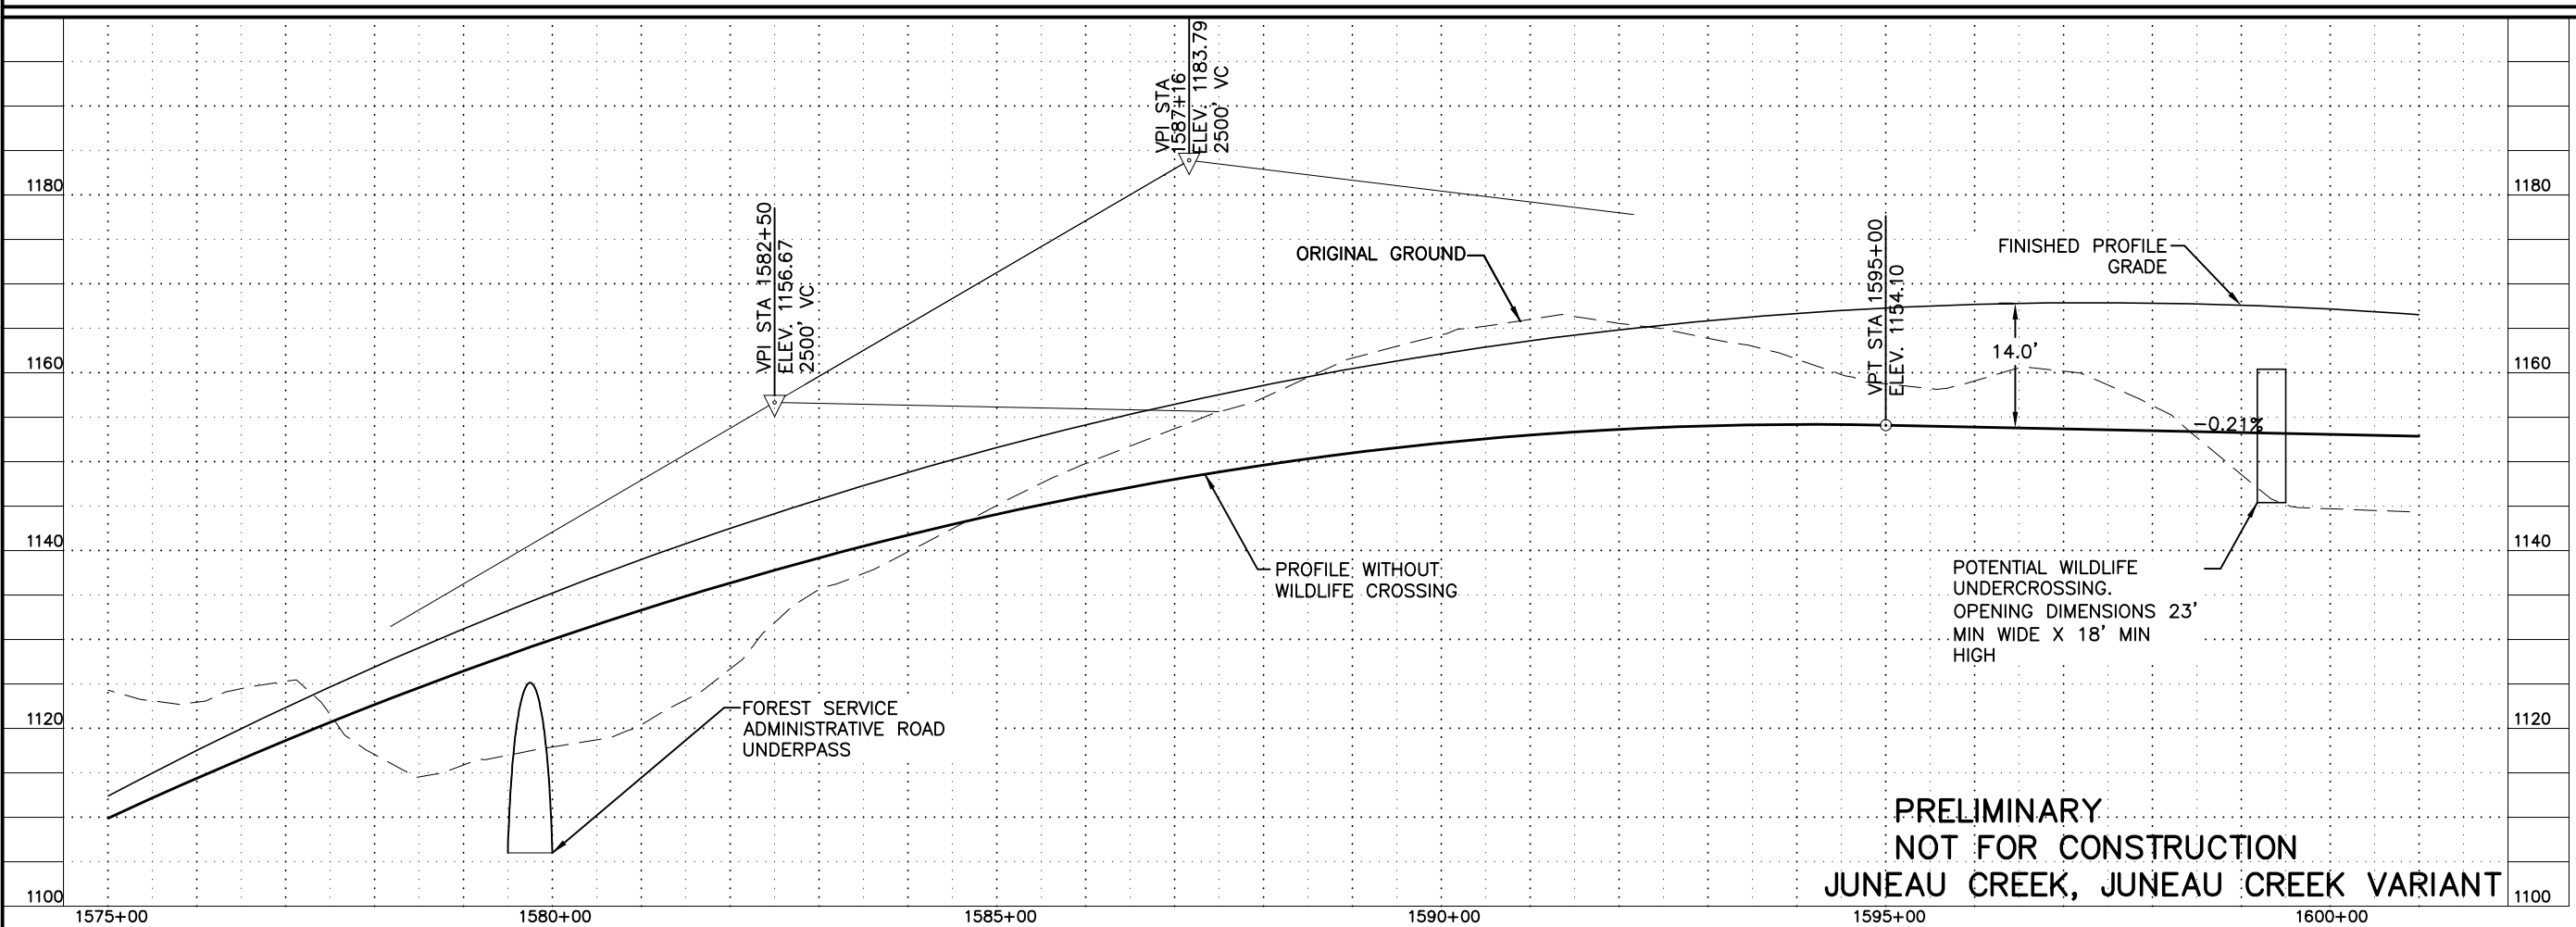 VPI STA
1587+16
ELEV. 1183.79
2500' VC
VPI STA 1582+50
ELEV. 1156.67
2500' VC
ORIGINAL GROUND
VPT STA 1595+00
ELEV. 1154.10
FINISHED PROFILE
GRADE
14.0'
-0.21%
PROFILE WITHOUT
WILDLIFE CROSSING
POTENTIAL WILDLIFE
UNDERCROSSING.
OPENING DIMENSIONS 23'
MIN WIDE X 18' MIN
HIGH
FOREST SERVICE
ADMINISTRATIVE ROAD
UNDERPASS
PRELIMINARY
NOT FOR CONSTRUCTION
JUNEAU CREEK, JUNEAU CREEK VARIANT
1180
1160
1140
1120
1100
1180
1160
1140
1120
1100
1575+00
1580+00
1585+00
1590+00
1595+00
1600+00